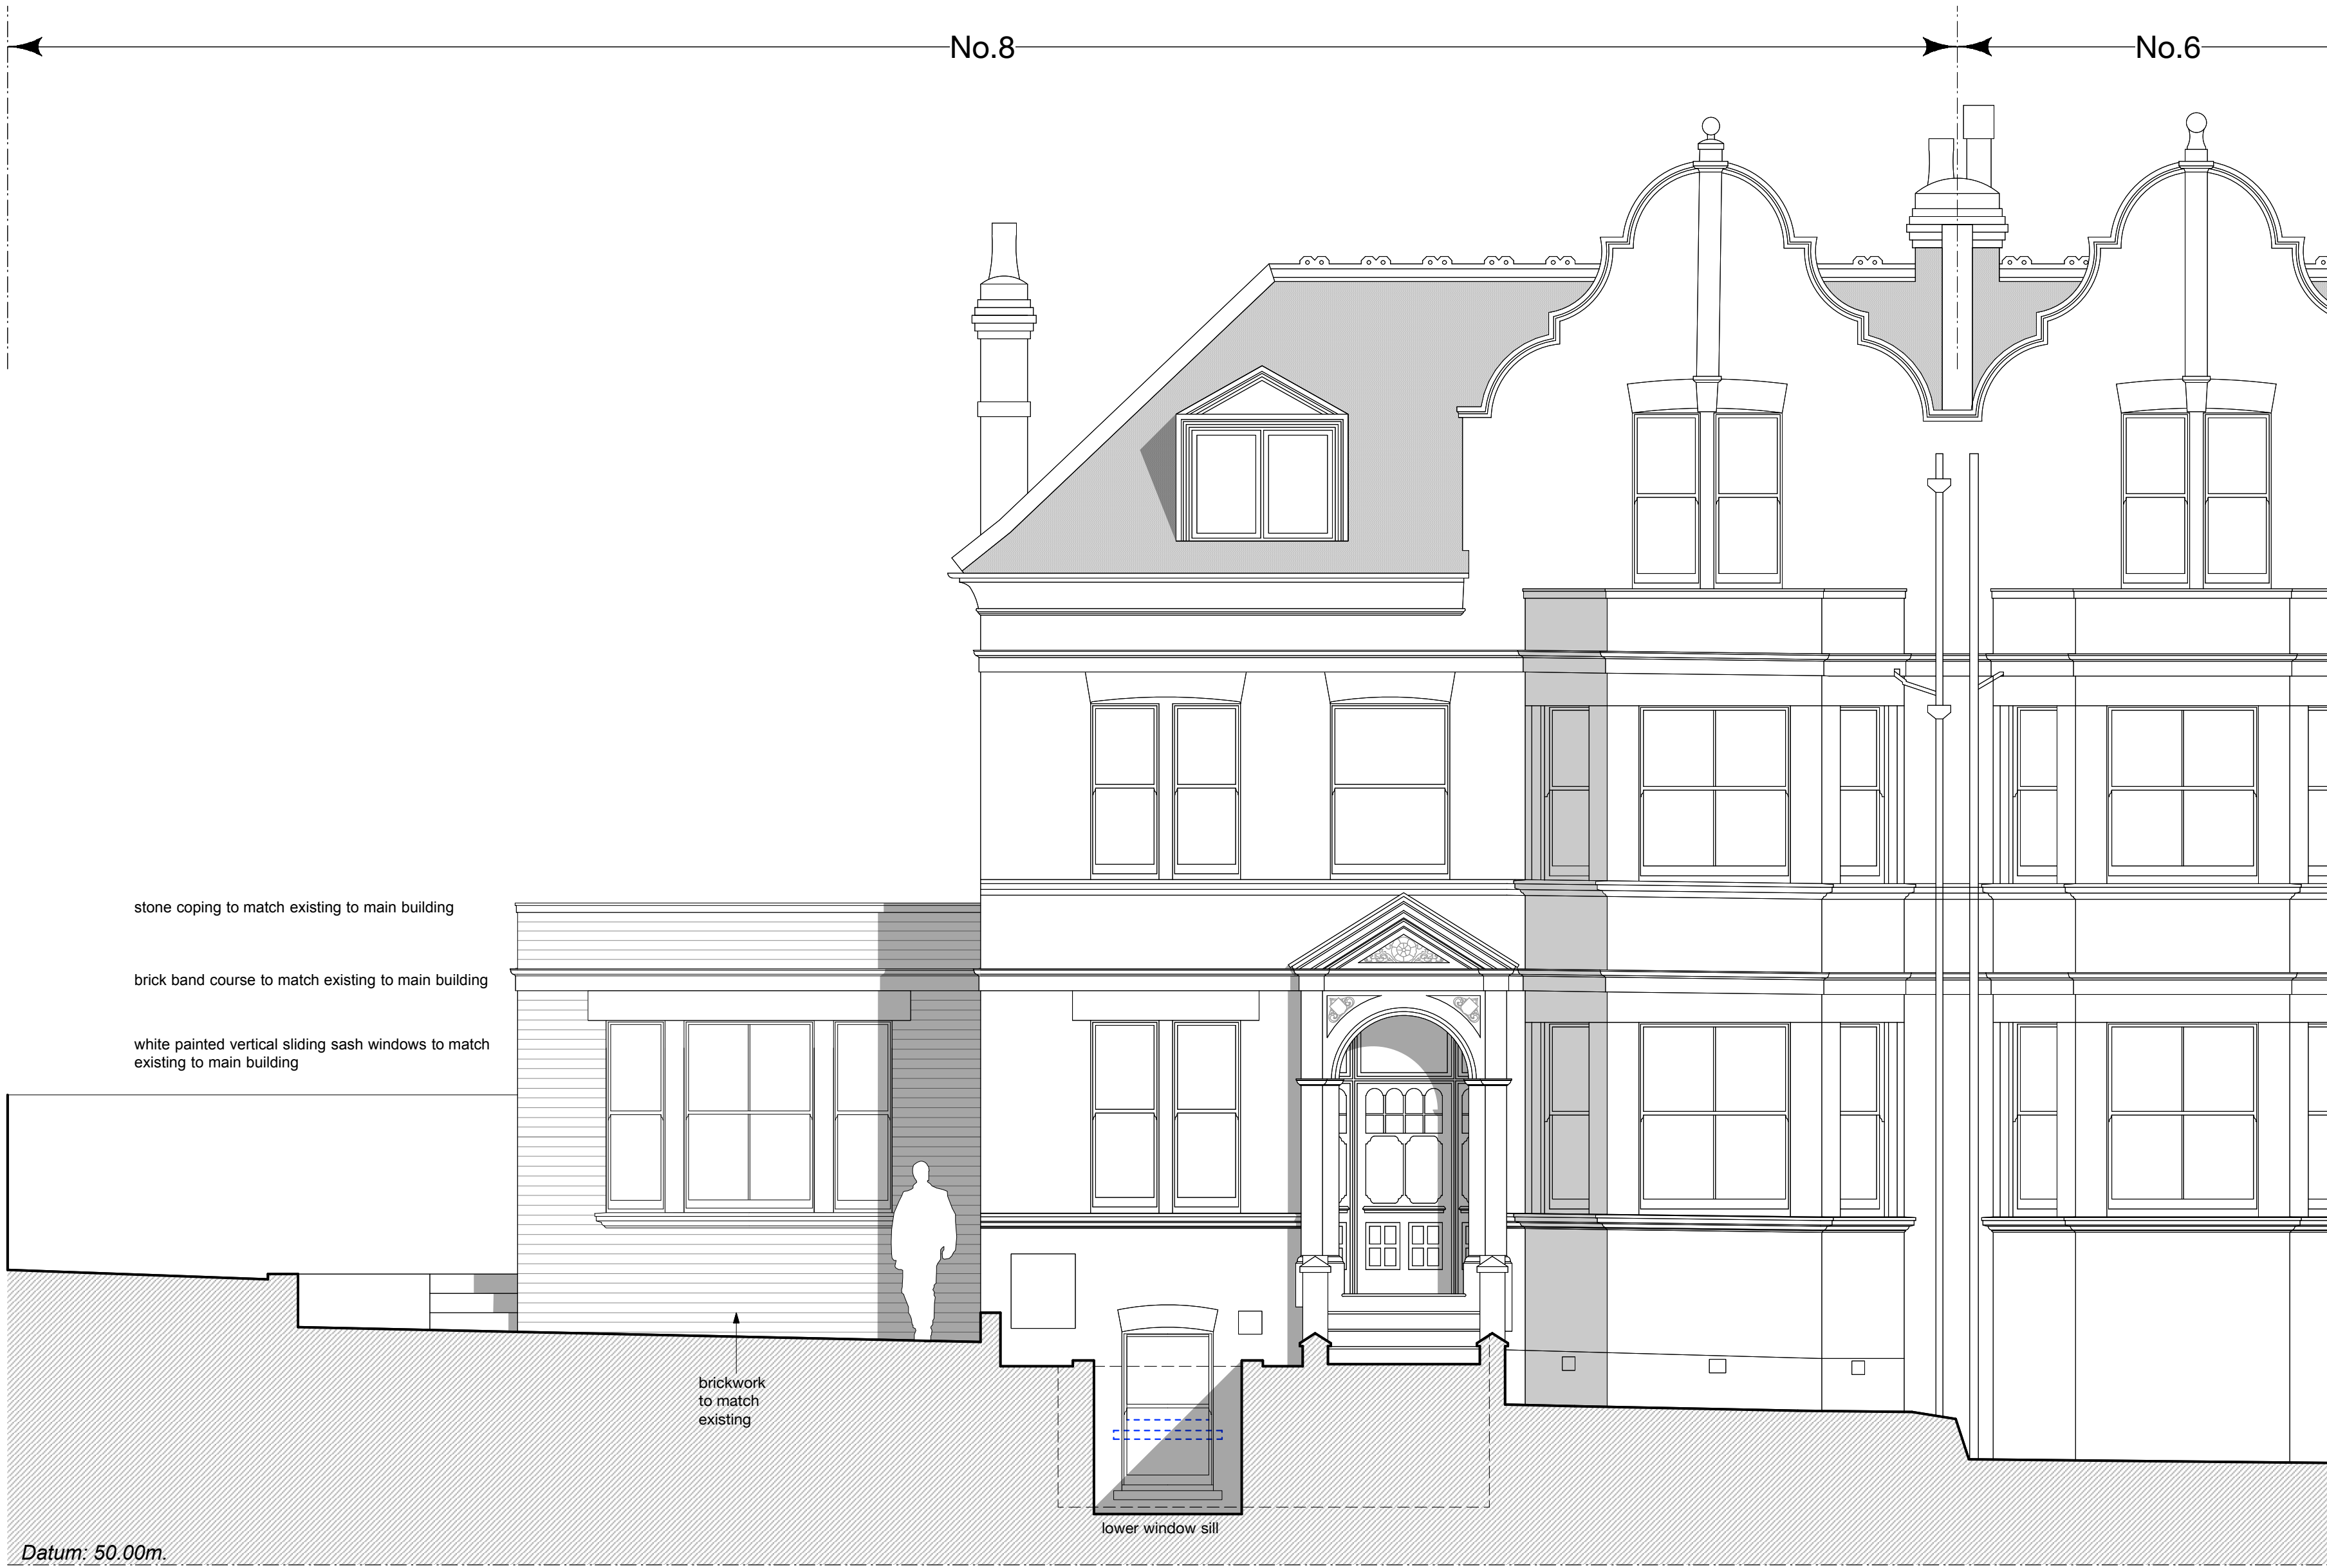 No.8
No.6
stone coping to match existing to main building
brick band course to match existing to main building
white painted vertical sliding sash windows to match
existing to main building
brickwork
to match
existing
lower window sill
Datum: 50.00m.